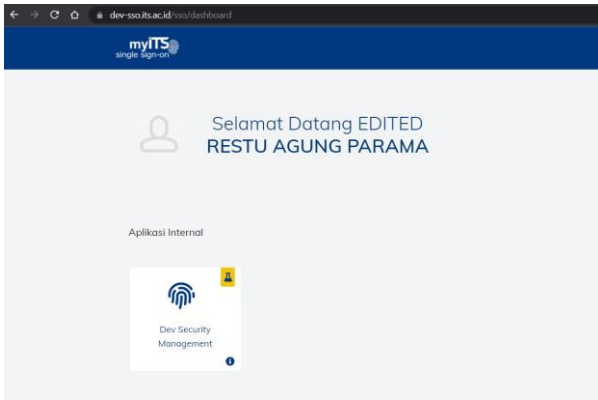 dev-sso.its.ac.id/sso/dashboard
myITS
single sign-on
Selamat Datang EDITED
RESTU AGUNG PARAMA
Aplikasi Internal
Dev Security
Management